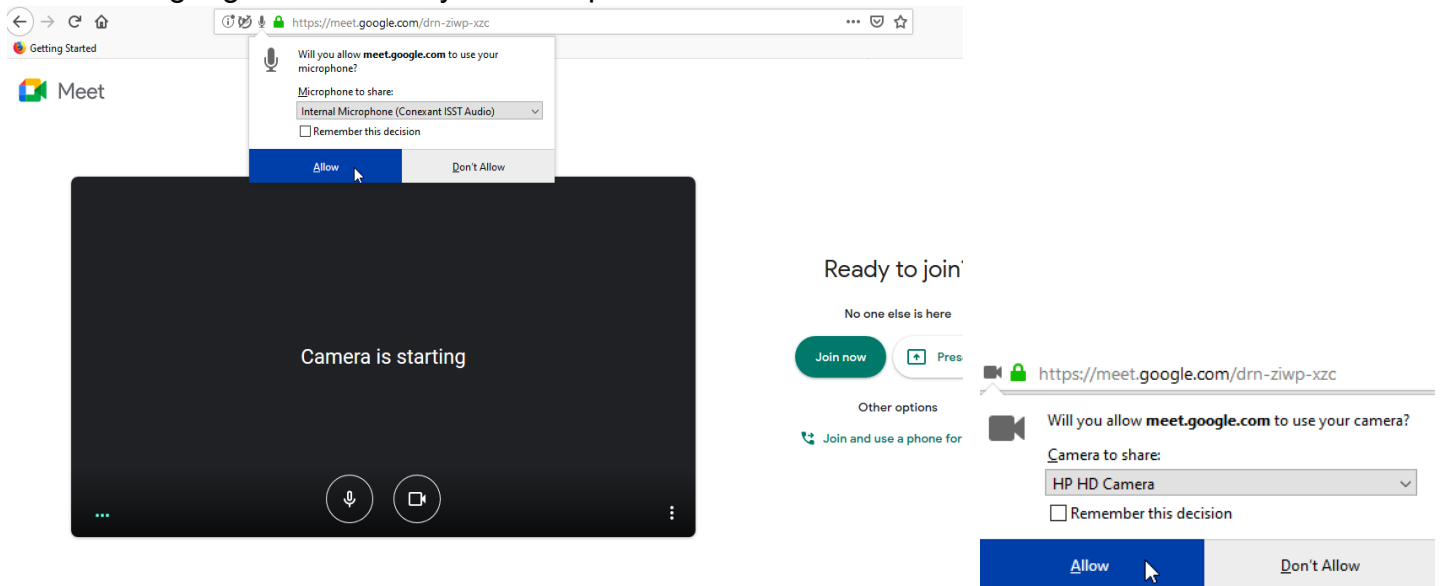 https://meet.google.com/drn-ziwp-xzc
Getting Started
Meet
Will you allow meet.google.com to use your
microphone?
Microphone to share:
Internal Microphone (Conexant ISST Audio)
Remember this decision
Allow
Don't Allow
Camera is starting
Ready to join
No one else is here
Join now
Pres
Other options
Join and use a phone for
https://meet.google.com/drn-ziwp-xzc
Will you allow meet.google.com to use your camera?
Camera to share:
HP HD Camera
Remember this decision
Allow
Don't Allow